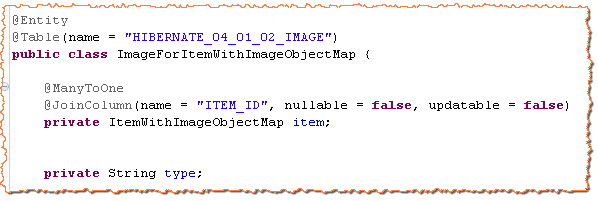 @Entity
@Table(name = "HIBERNATE_04_01_02_IMAGE")
public class ImageForItemWithImageObjectMap {
@ManyToOne
@JoinColumn(name = "ITEM_ID", nullable = false, updatable = false)
private ItemWithImageObjectMap item;
private String type;